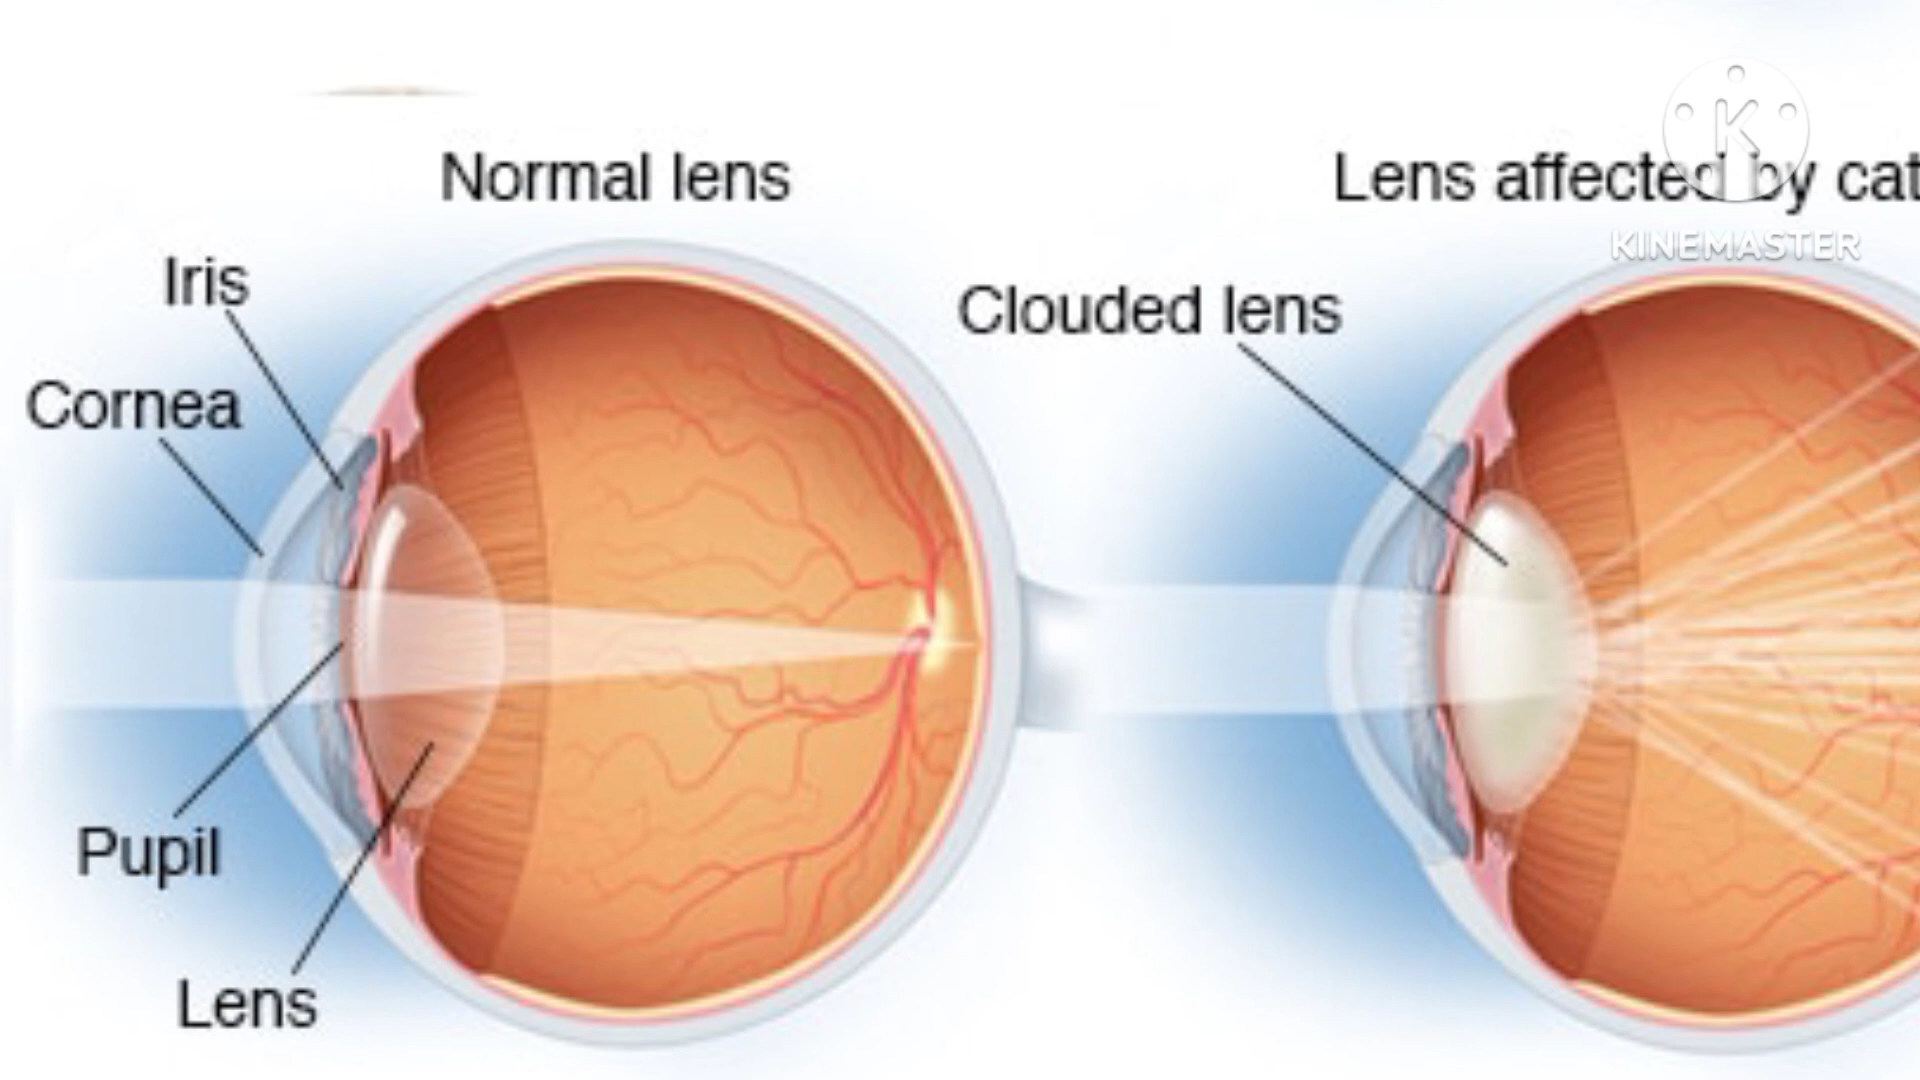 Normal lens
Lens affected by cat
K
KINEMASTER
Iris
Clouded lens
Cornea
Pupil
Lens